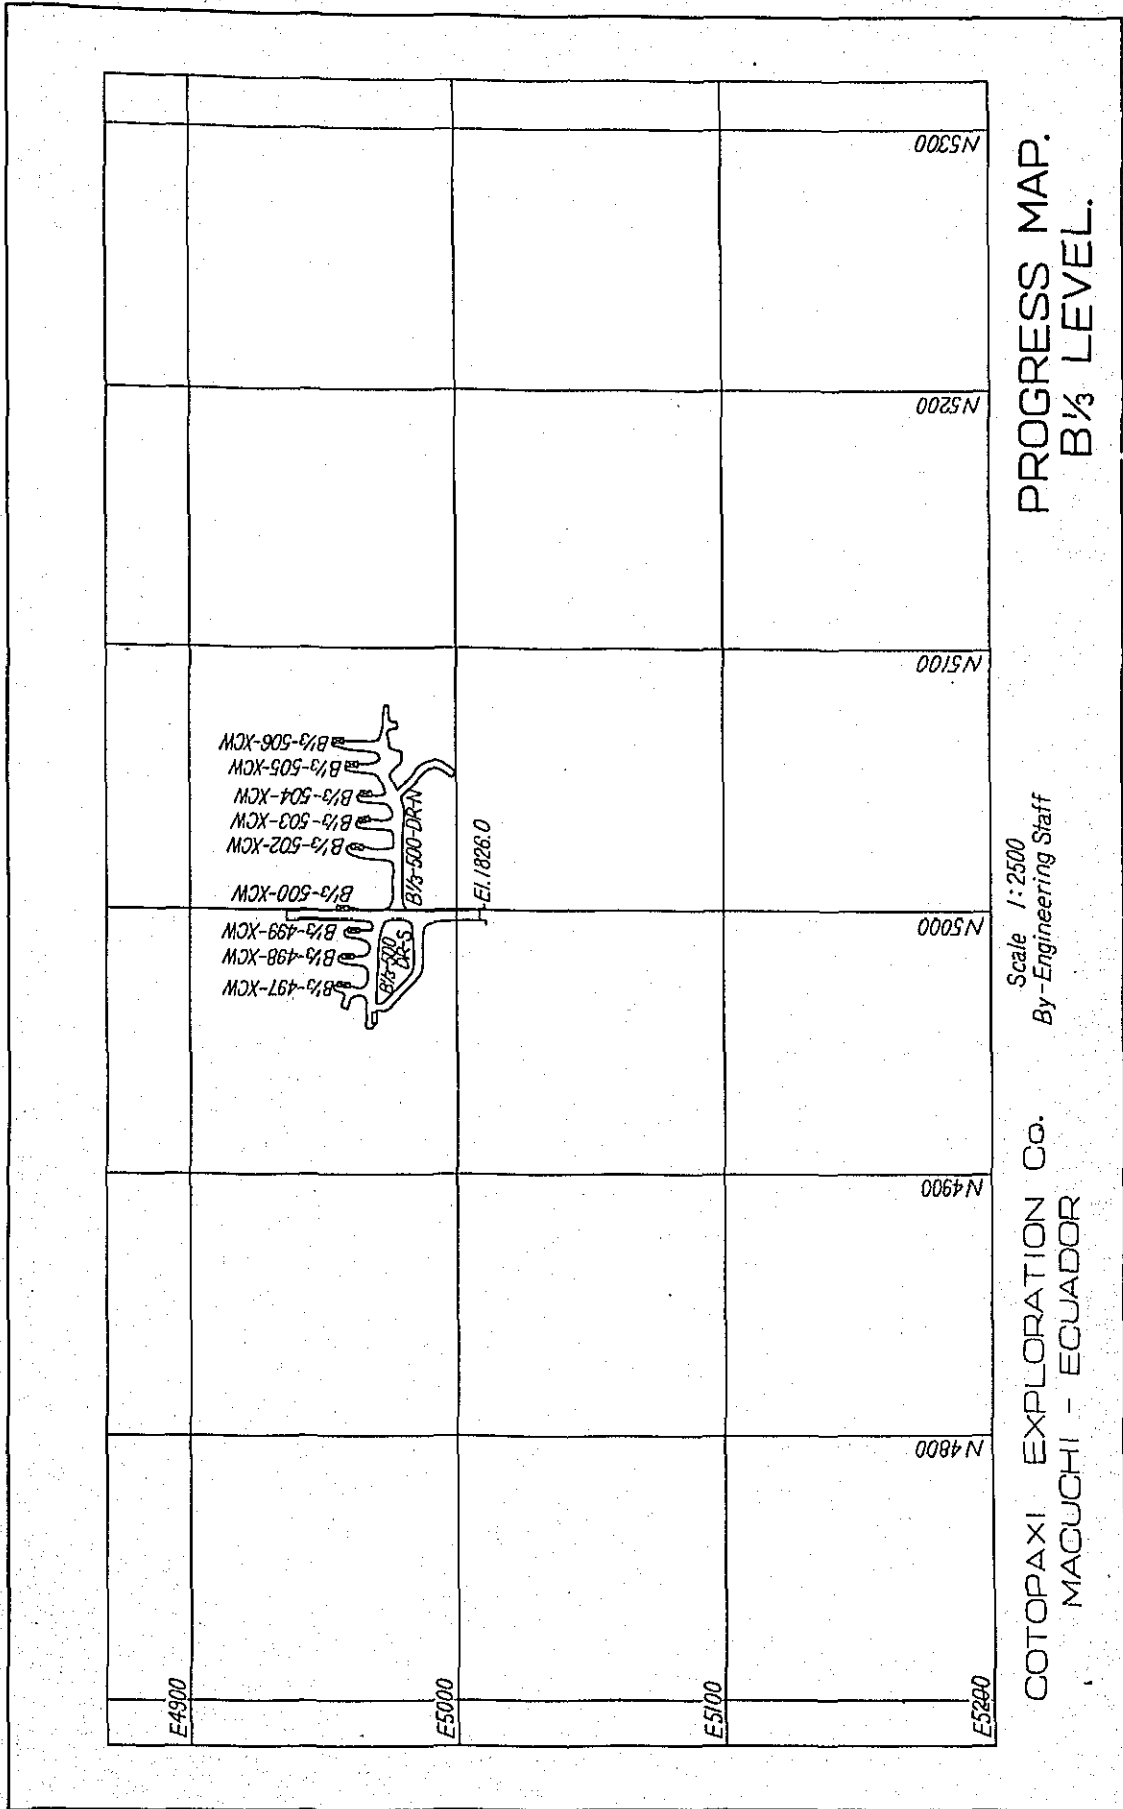 E4900
E5000
E5100
E5200
N4800
N4900
N5000
N5100
N5200
N5300
B⅓-497-XCW
B⅓-498-XCW
B⅓-499-XCW
B⅓-500-XCW
B⅓-502-XCW
B⅓-503-XCW
B⅓-504-XCW
B⅓-505-XCW
B⅓-506-XCW
B⅓-500
DR-S
B⅓-500-DR-N
El. 1826.0
COTOPAXI EXPLORATION Co.
MACUCHI - ECUADOR
Scale 1:2500
By-Engineering Staff
PROGRESS MAP.
B⅓ LEVEL.